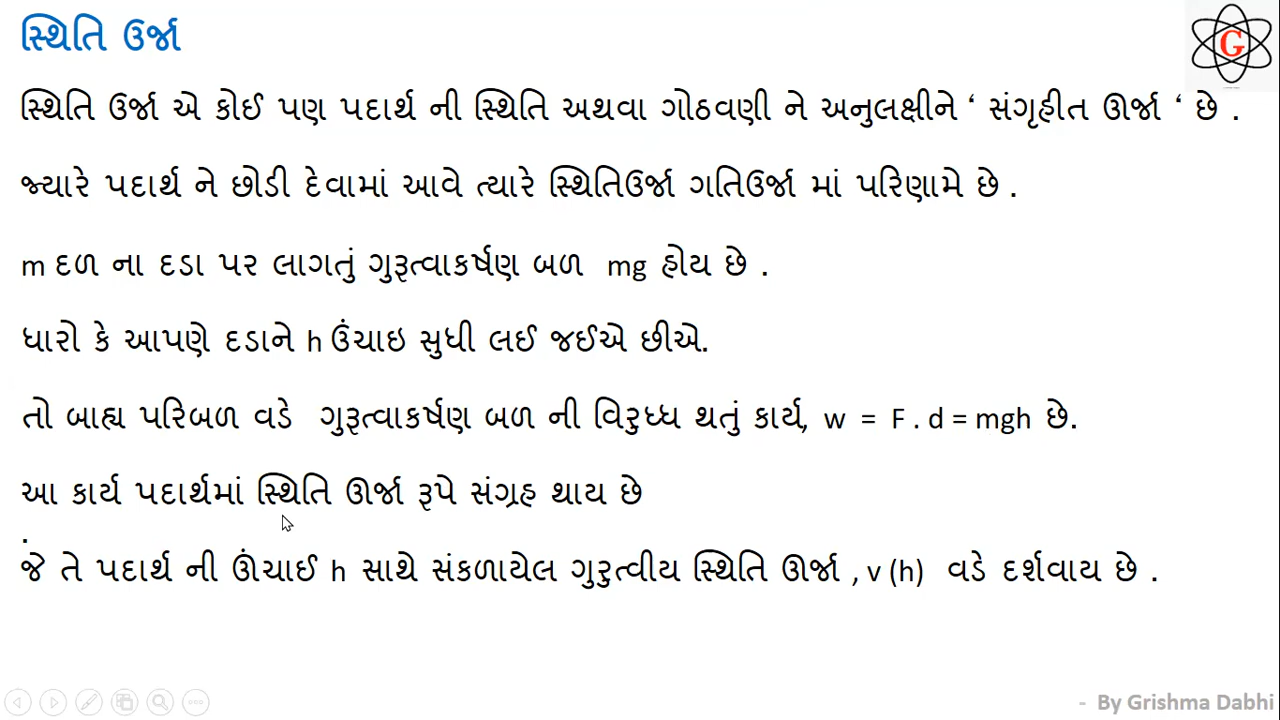 સ્થિતિ ઉર્જા
G
સ્થિતિ ઉર્જા એ કોઈ પણ પદાર્થ ની સ્થિતિ અથવા ગોઠવણી ને અનુલક્ષીને ‘ સંગૃહીત ઊર્જા ‘ છે .
જ્યારે પદાર્થ ને છોડી દેવામાં આવે ત્યારે સ્થિતિઉર્જા ગતિઉર્જા માં પરિણામે છે .
m દળ ના દડા પર લાગતું ગુરૂત્વાકર્ષણ બળ mg હોય છે .
ધારો કે આપણે દડાને h ઉંચાઇ સુધી લઈ જઈએ છીએ.
તો બાહ્ય પરિબળ વડે ગુરૂત્વાકર્ષણ બળ ની વિરુધ્ધ થતું કાર્ય, w = F . d = mgh છે.
આ કાર્ય પદાર્થમાં સ્થિતિ ઊર્જા રૂપે સંગ્રહ થાય છે
.
જે તે પદાર્થ ની ઊંચાઈ h સાથે સંકળાયેલ ગુરુત્વીય સ્થિતિ ઊર્જા , v (h) વડે દર્શવાય છે .
- By Grishma Dabhi